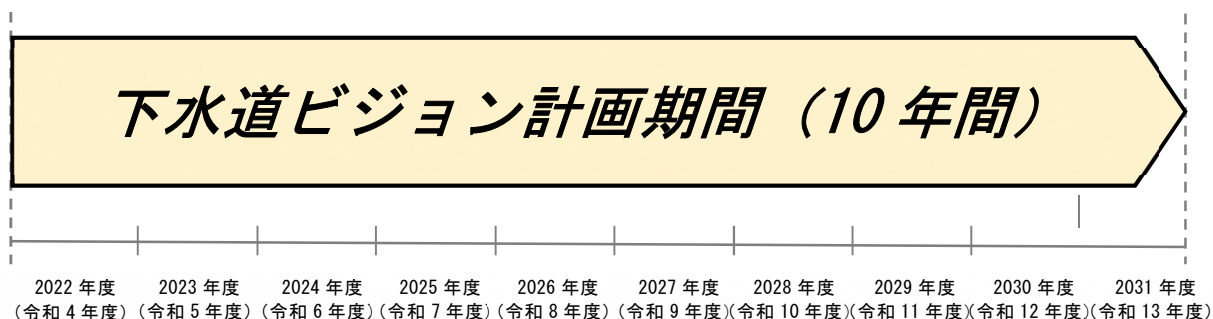 下水道ビジョン計画期間（10 年間）
2022 年度 2023 年度 2024 年度 2025 年度 2026 年度 2027 年度 2028 年度 2029 年度 2030 年度 2031 年度
(令和 4 年度) (令和 5 年度) (令和 6 年度) (令和 7 年度) (令和 8 年度) (令和 9 年度) (令和 10 年度) (令和 11 年度) (令和 12 年度) (令和 13 年度)